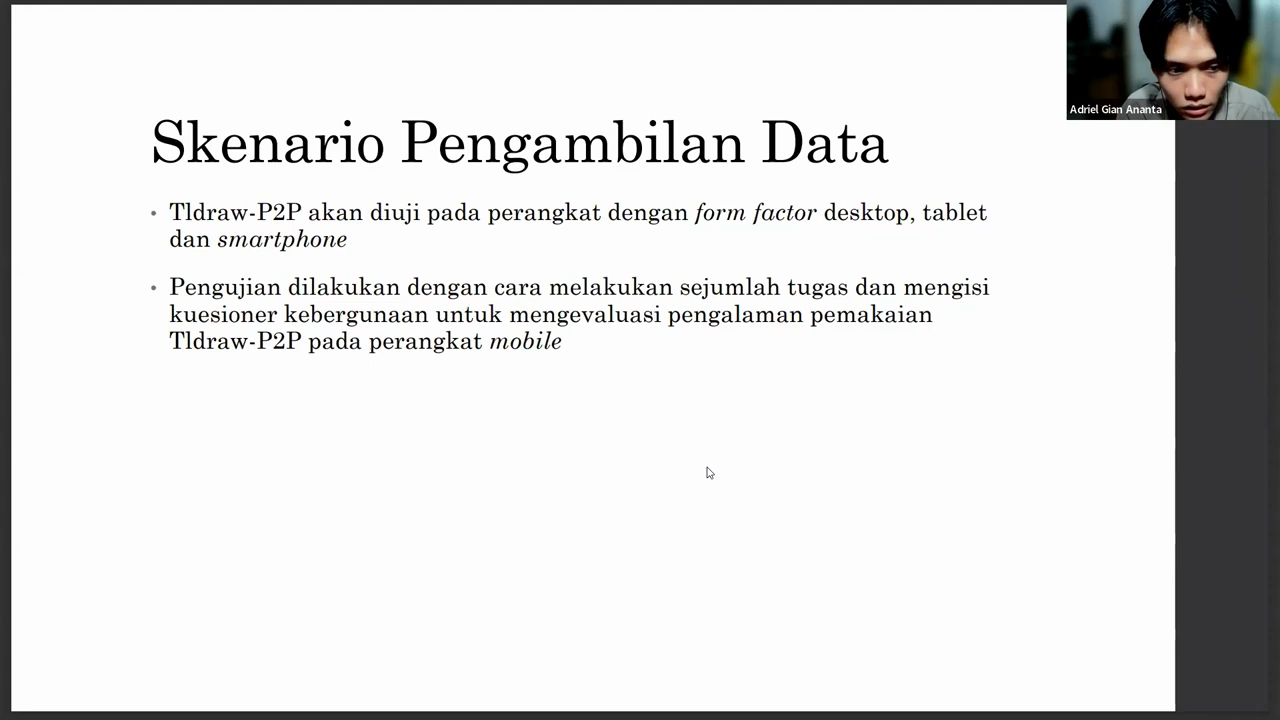 Skenario Pengambilan Data
• Tldraw-P2P akan diuji pada perangkat dengan form factor desktop, tablet
dan smartphone
• Pengujian dilakukan dengan cara melakukan sejumlah tugas dan mengisi
kuesioner kebergunaan untuk mengevaluasi pengalaman pemakaian
Tldraw-P2P pada perangkat mobile
Adriel Gian Ananta